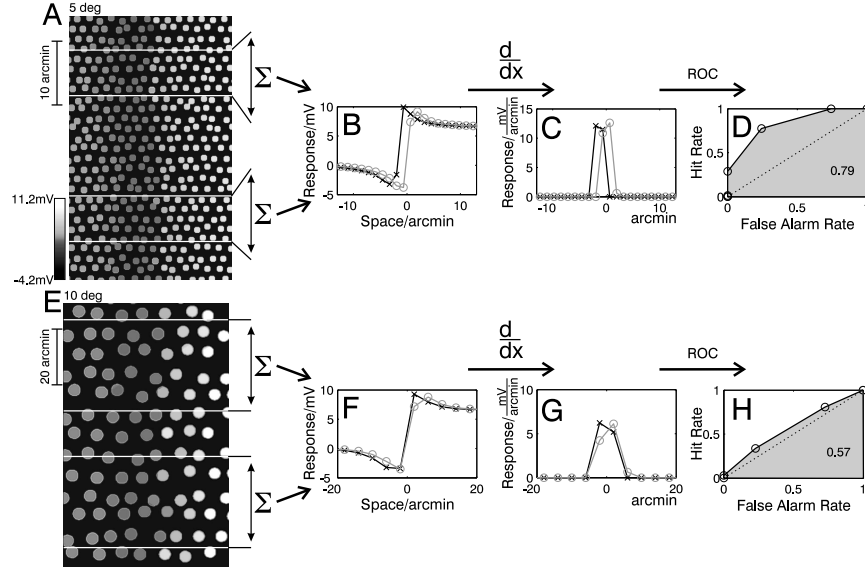 A
5 deg
10 arcmin
11.2mV
-4.2mV
Σ
Σ
B
Response/mV
10
5
0
-5
-10 0 10
Space/arcmin
d
dx
C
Response/ mV
arcmin
15
10
5
0
-10 0 10
arcmin
ROC
D
Hit Rate
1
0.5
0
0 0.5 1
0.79
False Alarm Rate
E
10 deg
20 arcmin
Σ
Σ
F
Response/mV
10
5
0
-5
-20 0 20
Space/arcmin
d
dx
G
Response/ mV
arcmin
15
10
5
0
-20 0 20
arcmin
ROC
H
Hit Rate
1
0.5
0
0 0.5 1
0.57
False Alarm Rate